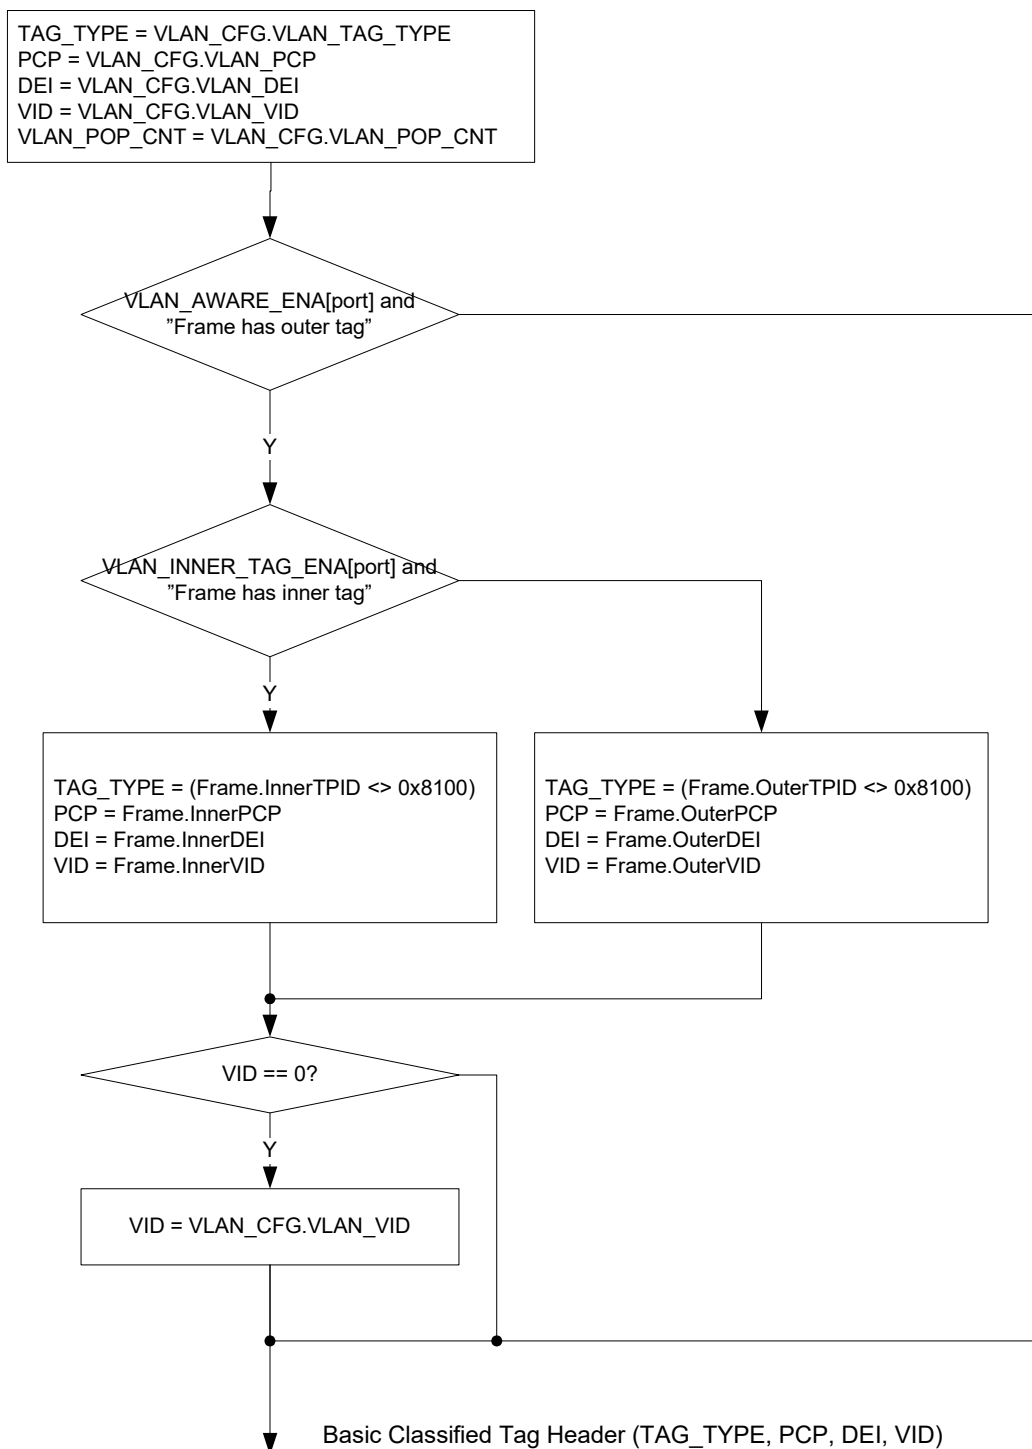 TAG_TYPE = VLAN_CFG.VLAN_TAG_TYPE
PCP = VLAN_CFG.VLAN_PCP
DEI = VLAN_CFG.VLAN_DEI
VID = VLAN_CFG.VLAN_VID
VLAN_POP_CNT = VLAN_CFG.VLAN_POP_CNT
VLAN_AWARE_ENA[port] and
”Frame has outer tag”
Y
VLAN_INNER_TAG_ENA[port] and
”Frame has inner tag”
Y
TAG_TYPE = (Frame.InnerTPID <> 0x8100)
PCP = Frame.InnerPCP
DEI = Frame.InnerDEI
VID = Frame.InnerVID
TAG_TYPE = (Frame.OuterTPID <> 0x8100)
PCP = Frame.OuterPCP
DEI = Frame.OuterDEI
VID = Frame.OuterVID
VID == 0?
Y
VID = VLAN_CFG.VLAN_VID
Basic Classified Tag Header (TAG_TYPE, PCP, DEI, VID)